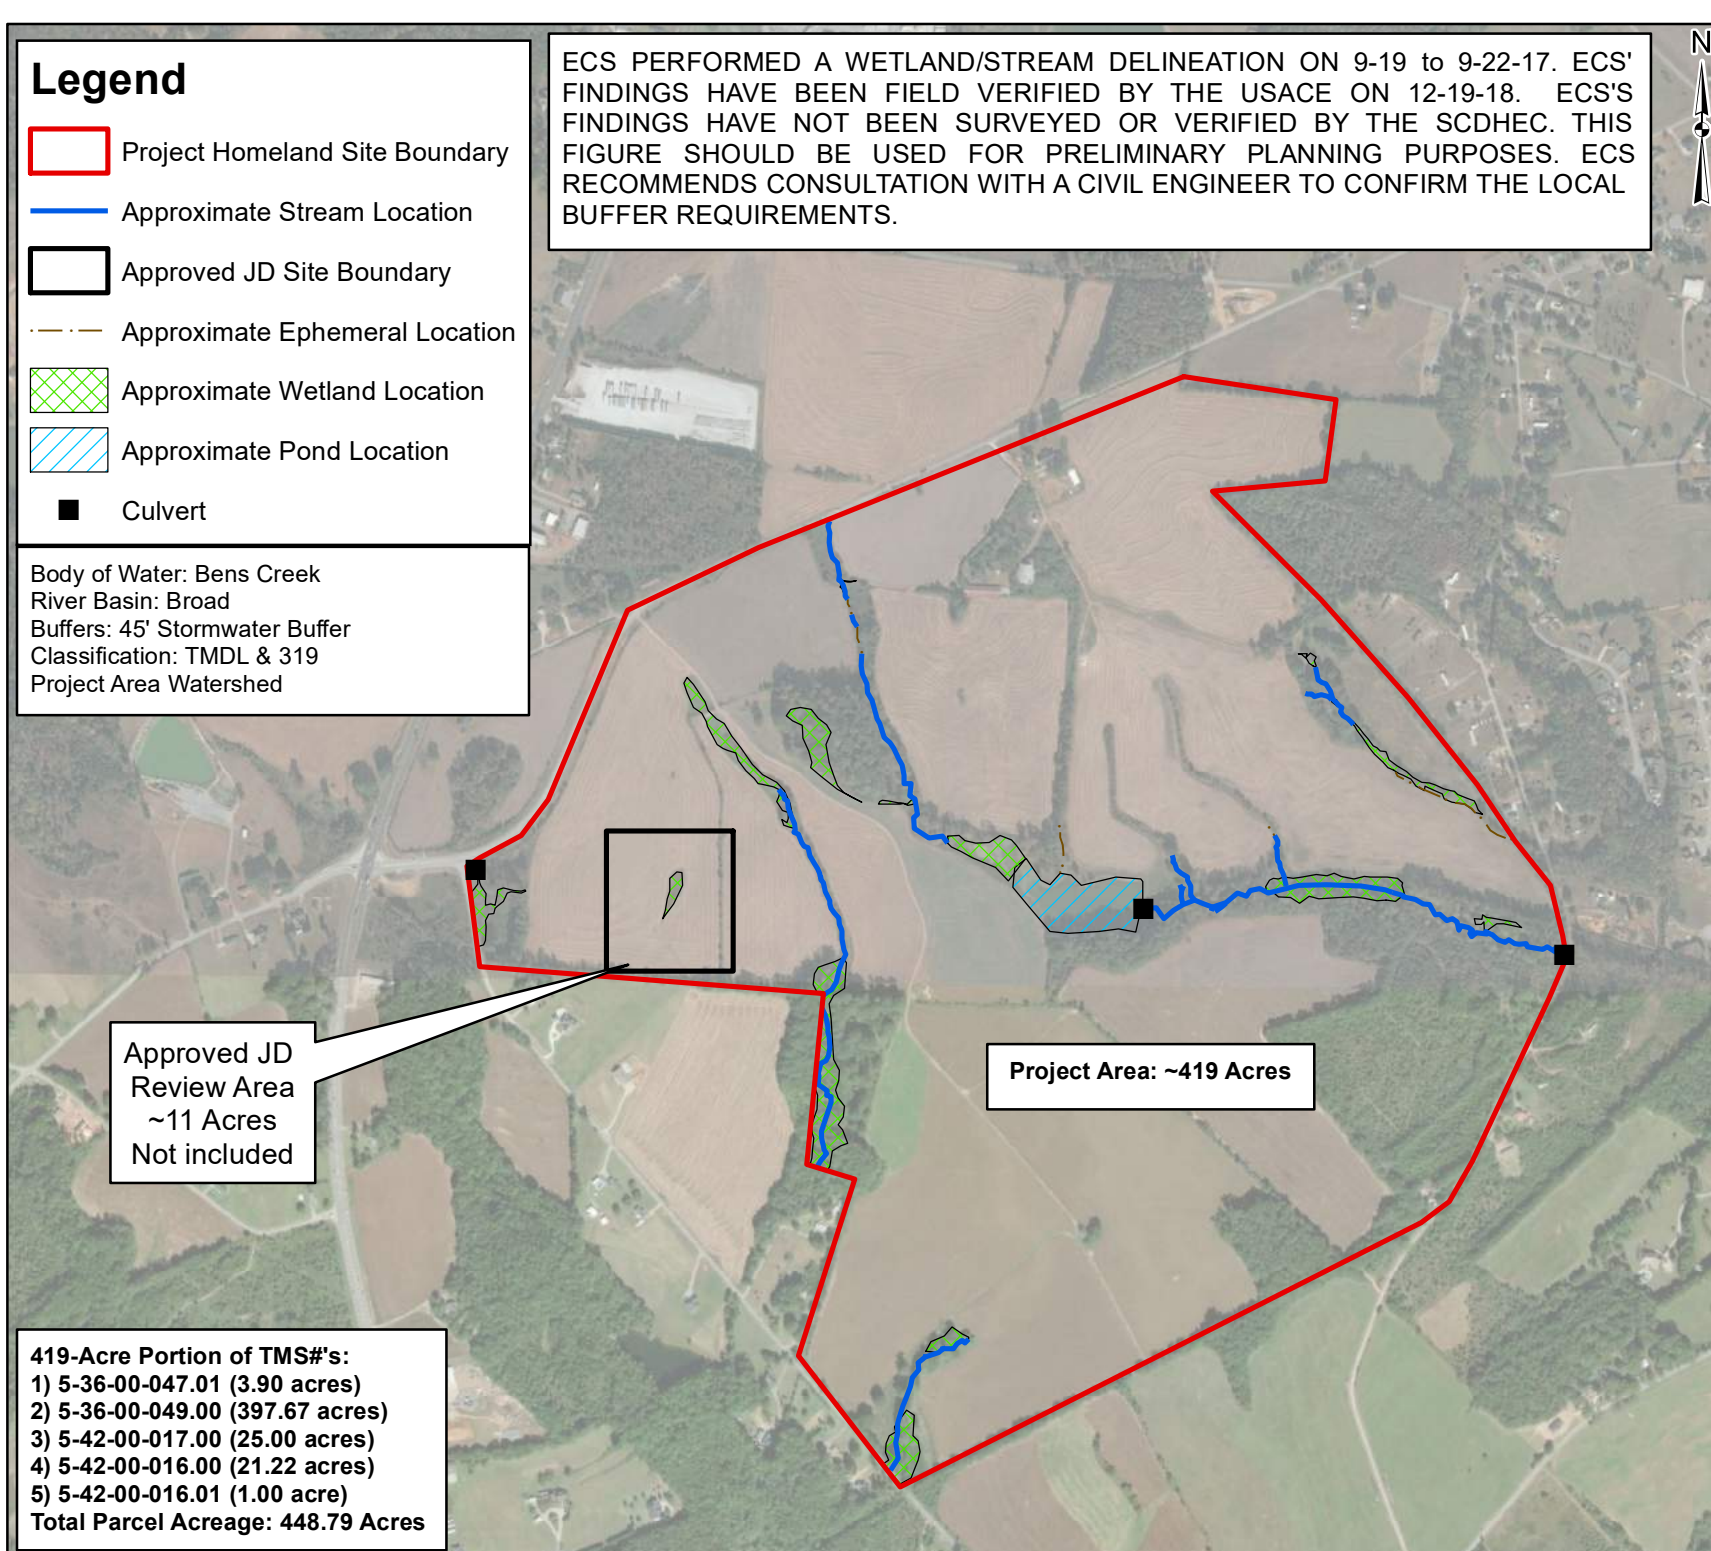 Legend
Project Homeland Site Boundary
Approximate Stream Location
Approved JD Site Boundary
Approximate Ephemeral Location
Approximate Wetland Location
Approximate Pond Location
Culvert
Body of Water: Bens Creek
River Basin: Broad
Buffers: 45' Stormwater Buffer
Classification: TMDL & 319
Project Area Watershed
ECS PERFORMED A WETLAND/STREAM DELINEATION ON 9-19 to 9-22-17. ECS'
FINDINGS HAVE BEEN FIELD VERIFIED BY THE USACE ON 12-19-18. ECS'S
FINDINGS HAVE NOT BEEN SURVEYED OR VERIFIED BY THE SCDHEC. THIS
FIGURE SHOULD BE USED FOR PRELIMINARY PLANNING PURPOSES. ECS
RECOMMENDS CONSULTATION WITH A CIVIL ENGINEER TO CONFIRM THE LOCAL
BUFFER REQUIREMENTS.
N
Approved JD
Review Area
~11 Acres
Not included
Project Area: ~419 Acres
419-Acre Portion of TMS#'s:
1) 5-36-00-047.01 (3.90 acres)
2) 5-36-00-049.00 (397.67 acres)
3) 5-42-00-017.00 (25.00 acres)
4) 5-42-00-016.00 (21.22 acres)
5) 5-42-00-016.01 (1.00 acre)
Total Parcel Acreage: 448.79 Acres